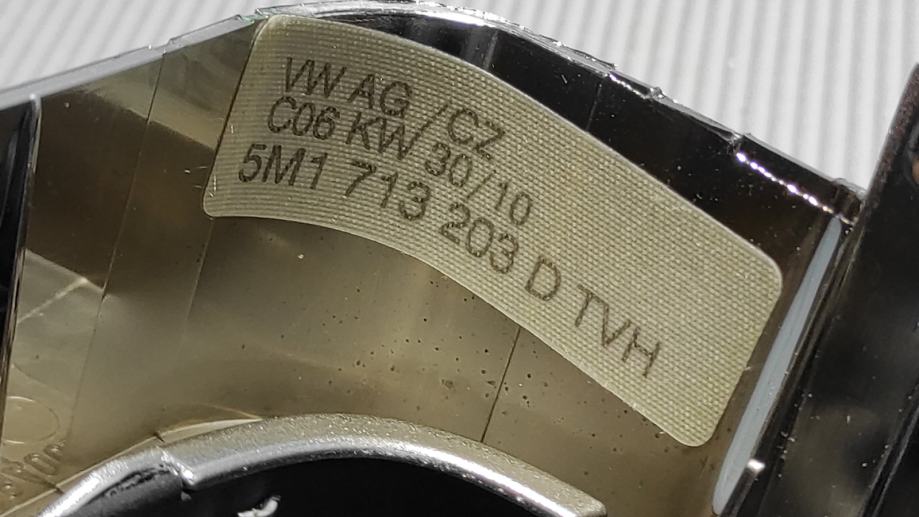 VW AG / CZ
C06 KW 30/10
5M1 713 203 D TVH